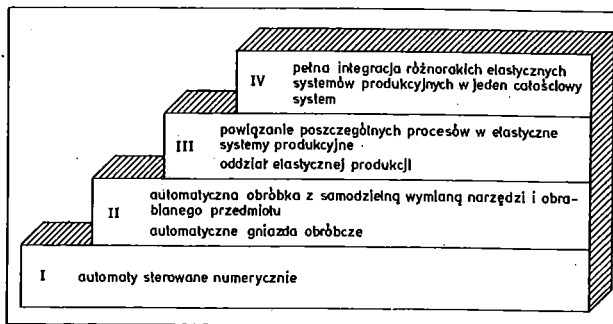 IV pełna integracja różnorakich elastycznych
systemów produkcyjnych w jeden całościowy
system
III powiązanie poszczególnych procesów w elastyczne
systemy produkcyjne
oddział elastycznej produkcji
II automatyczna obróbka z samodzielną wymianą narzędzi i obra-
blanego przedmiotu
automatyczne gniazda obróbcze
I automaty sterowane numerycznie